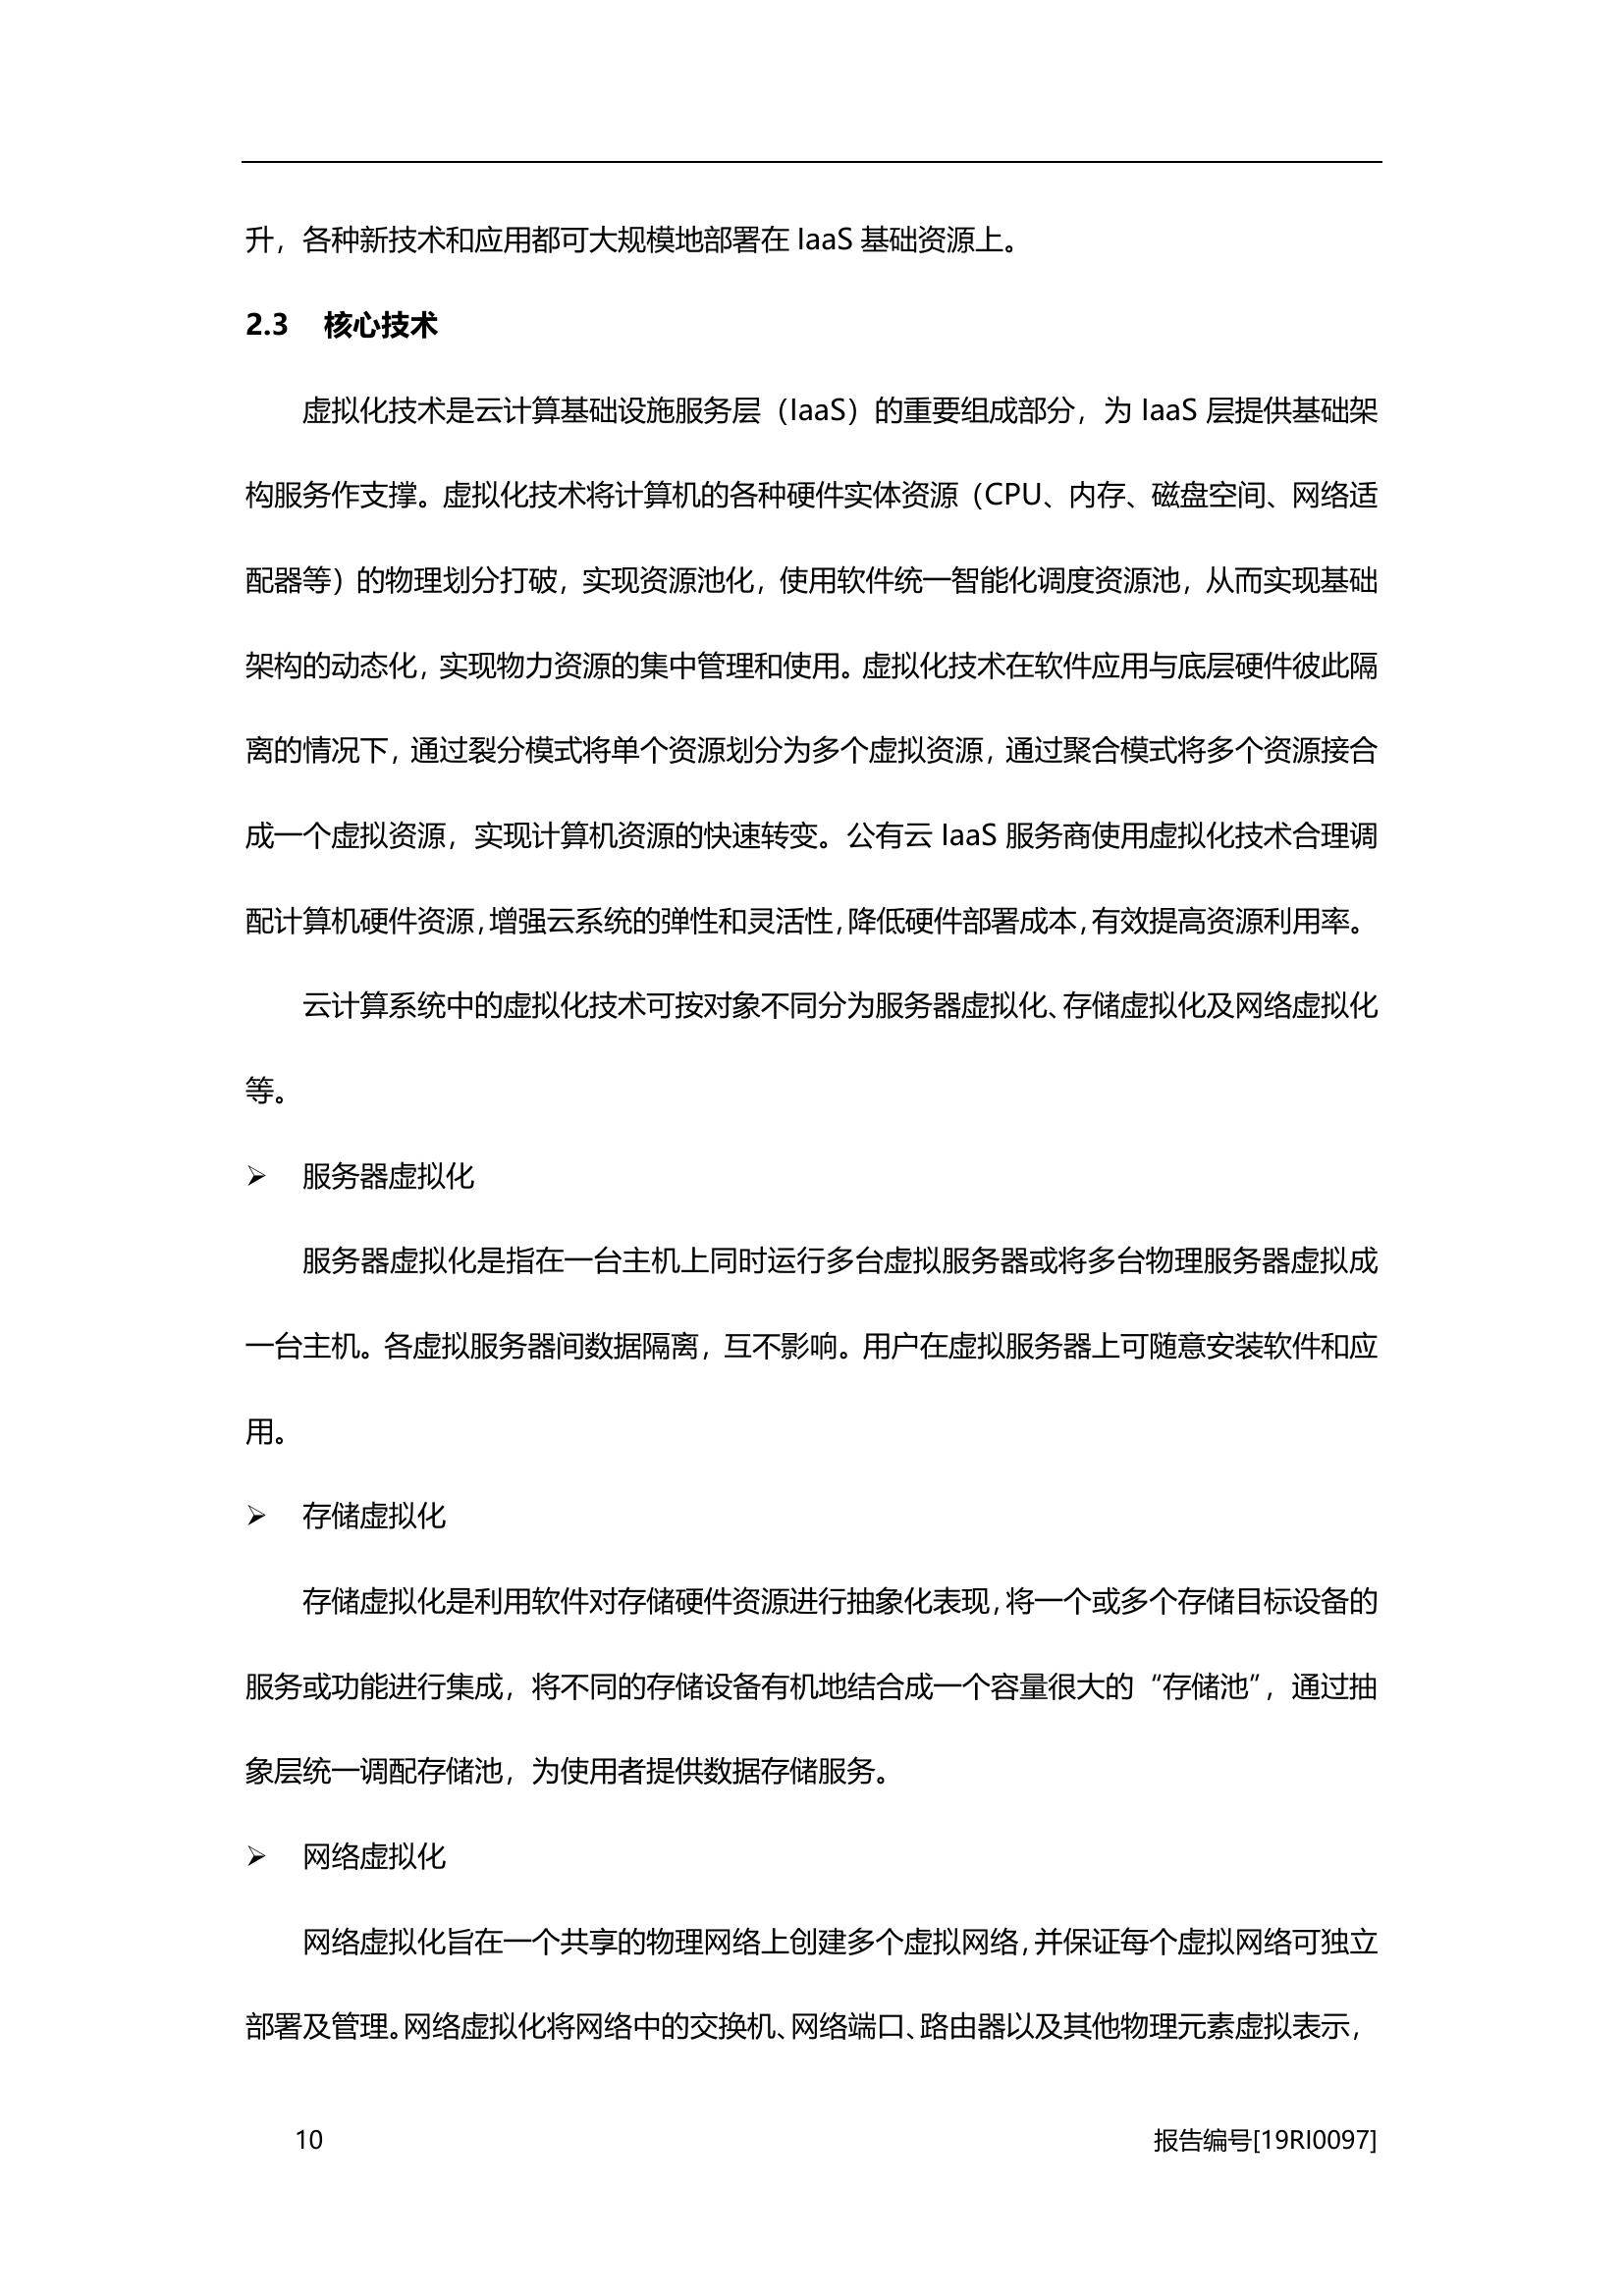 升，各种新技术和应用都可大规模地部署在 IaaS 基础资源上。
2.3 核心技术
虚拟化技术是云计算基础设施服务层（IaaS）的重要组成部分，为 IaaS 层提供基础架
构服务作支撑。虚拟化技术将计算机的各种硬件实体资源（CPU、内存、磁盘空间、网络适
配器等）的物理划分打破，实现资源池化，使用软件统一智能化调度资源池，从而实现基础
架构的动态化，实现物力资源的集中管理和使用。虚拟化技术在软件应用与底层硬件彼此隔
离的情况下，通过裂分模式将单个资源划分为多个虚拟资源，通过聚合模式将多个资源接合
成一个虚拟资源，实现计算机资源的快速转变。公有云 IaaS 服务商使用虚拟化技术合理调
配计算机硬件资源，增强云系统的弹性和灵活性，降低硬件部署成本，有效提高资源利用率。
云计算系统中的虚拟化技术可按对象不同分为服务器虚拟化、存储虚拟化及网络虚拟化
等。
➢ 服务器虚拟化
服务器虚拟化是指在一台主机上同时运行多台虚拟服务器或将多台物理服务器虚拟成
一台主机。各虚拟服务器间数据隔离，互不影响。用户在虚拟服务器上可随意安装软件和应
用。
➢ 存储虚拟化
存储虚拟化是利用软件对存储硬件资源进行抽象化表现，将一个或多个存储目标设备的
服务或功能进行集成，将不同的存储设备有机地结合成一个容量很大的“存储池”，通过抽
象层统一调配存储池，为使用者提供数据存储服务。
➢ 网络虚拟化
网络虚拟化旨在一个共享的物理网络上创建多个虚拟网络，并保证每个虚拟网络可独立
部署及管理。网络虚拟化将网络中的交换机、网络端口、路由器以及其他物理元素虚拟表示，
10 报告编号[19RI0097]